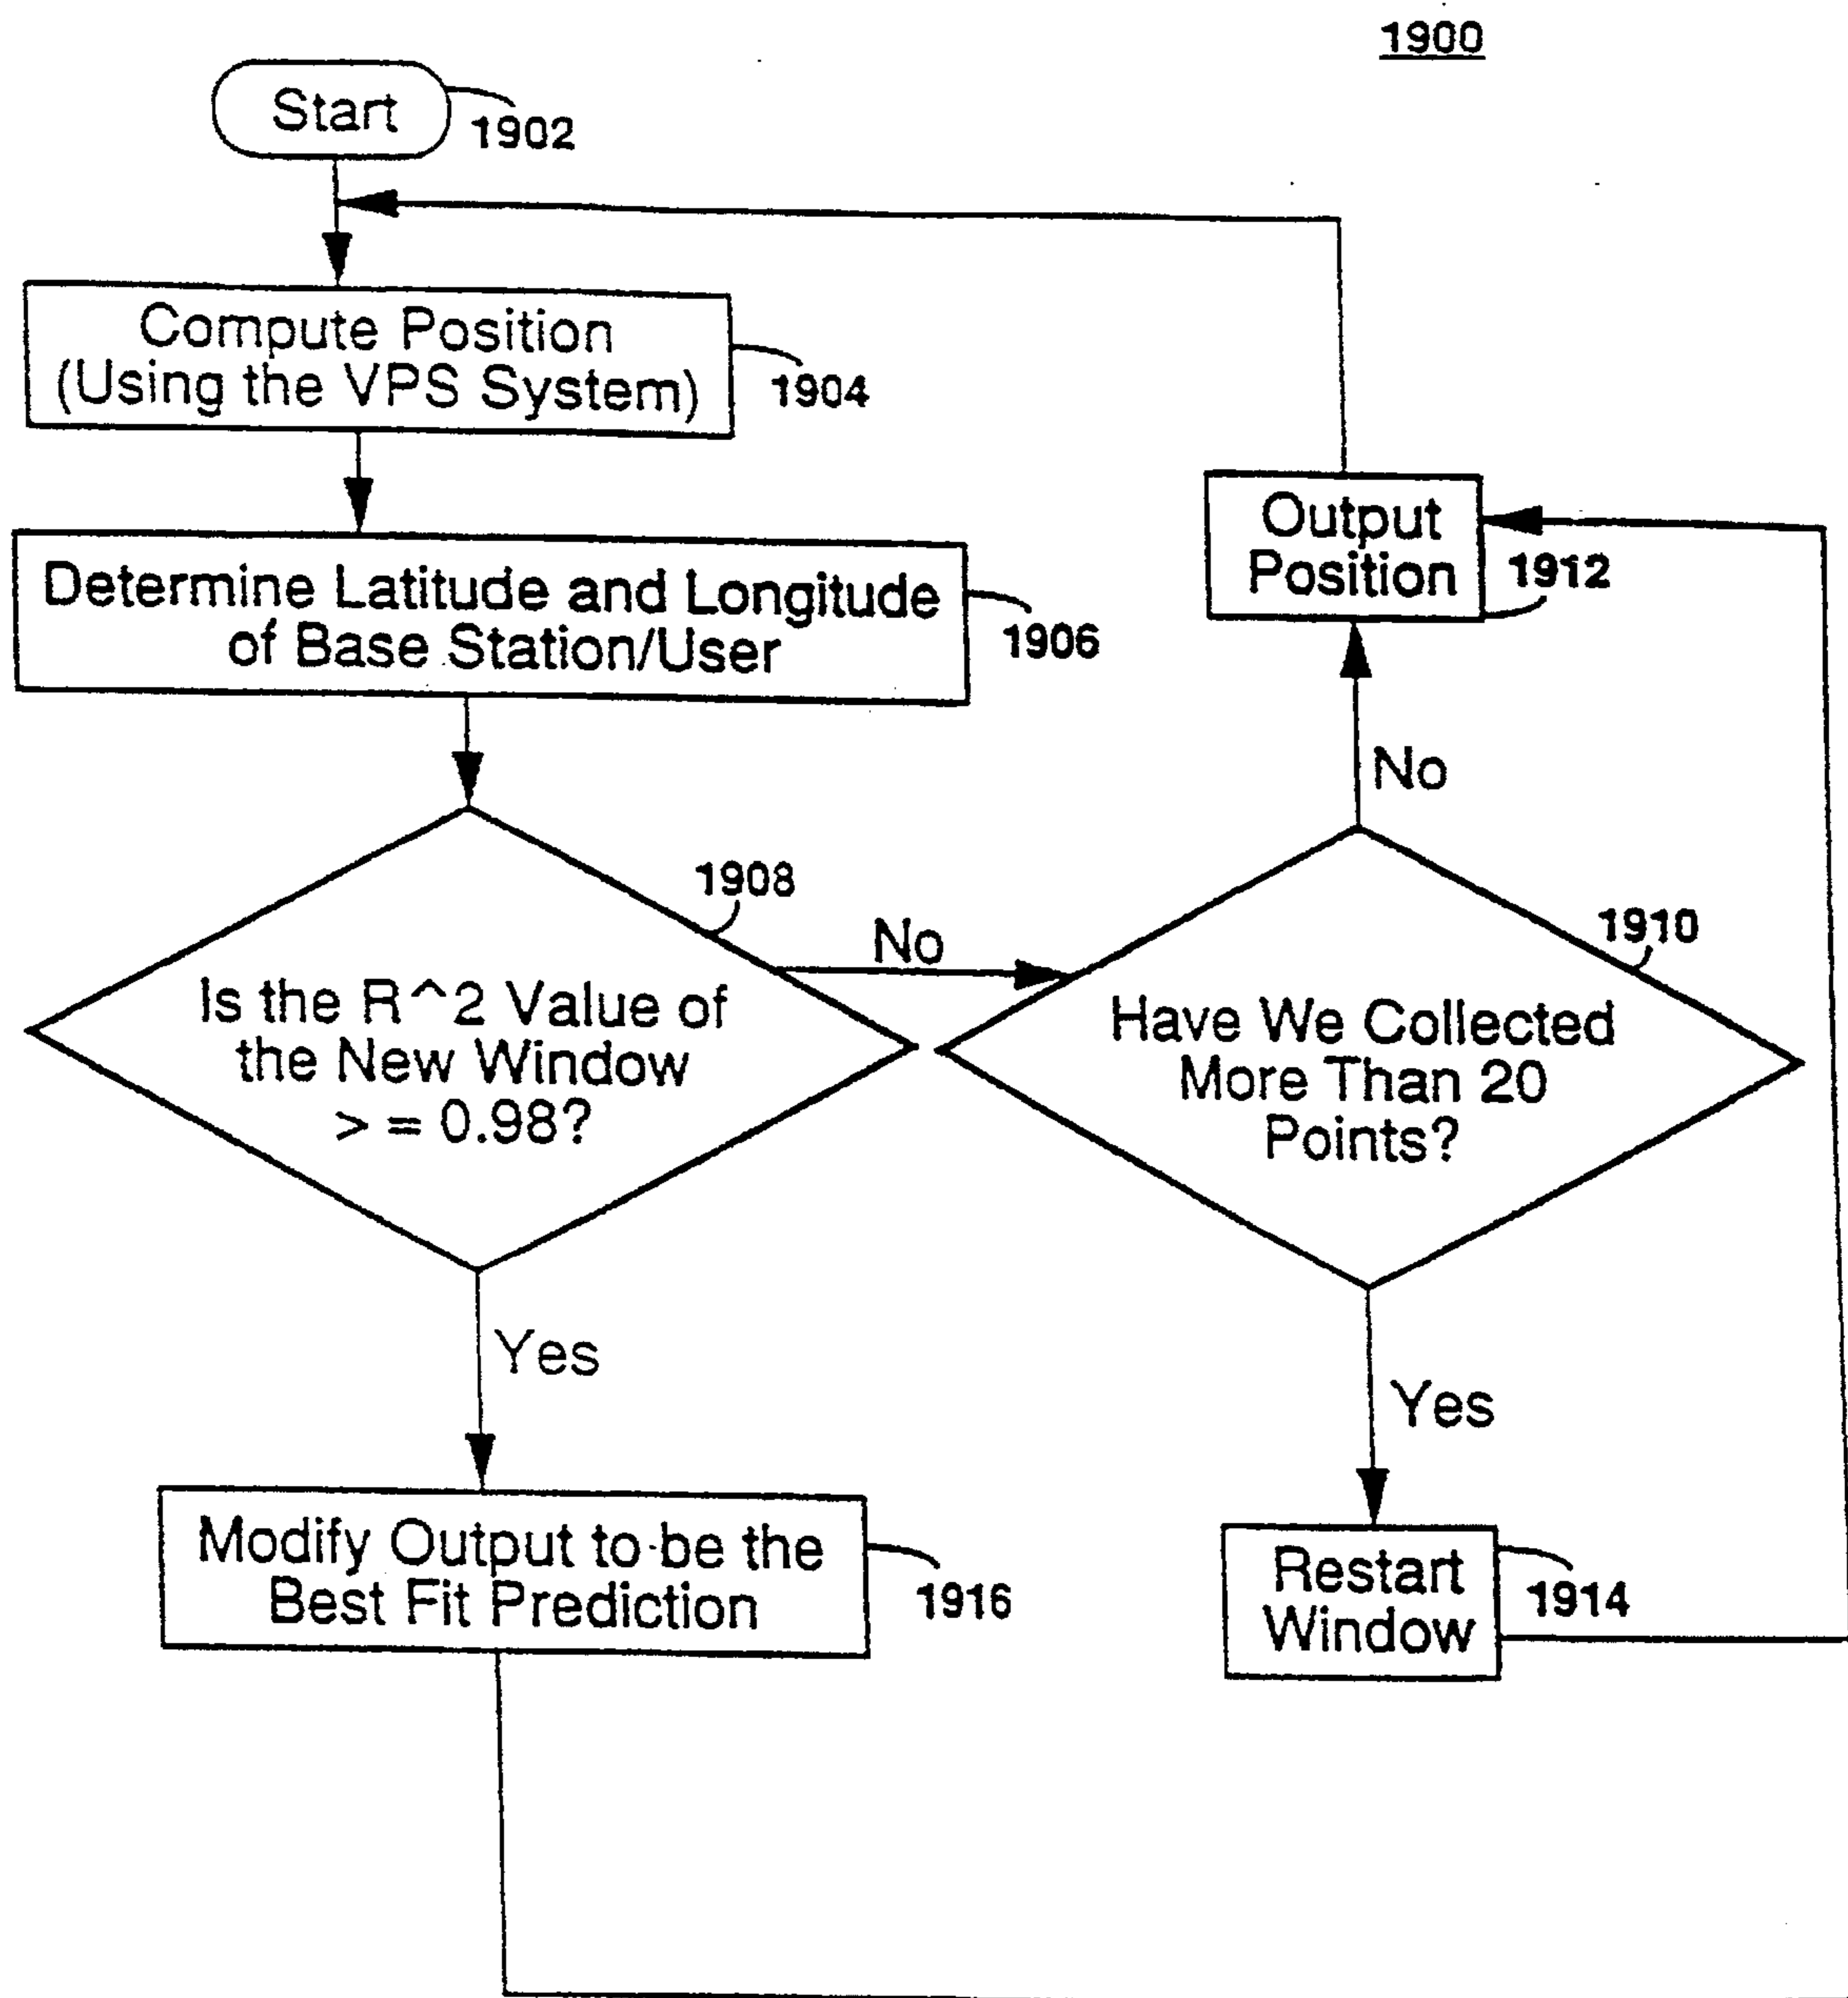 1900
Start
1902
Compute Position
(Using the VPS System)
1904
Determine Latitude and Longitude
of Base Station/User
1906
Output
Position
1912
No
1908
Is the R^2 Value of
the New Window
> = 0.98?
No
1910
Have We Collected
More Than 20
Points?
Yes
Yes
Modify Output to be the
Best Fit Prediction
1916
Restart
Window
1914